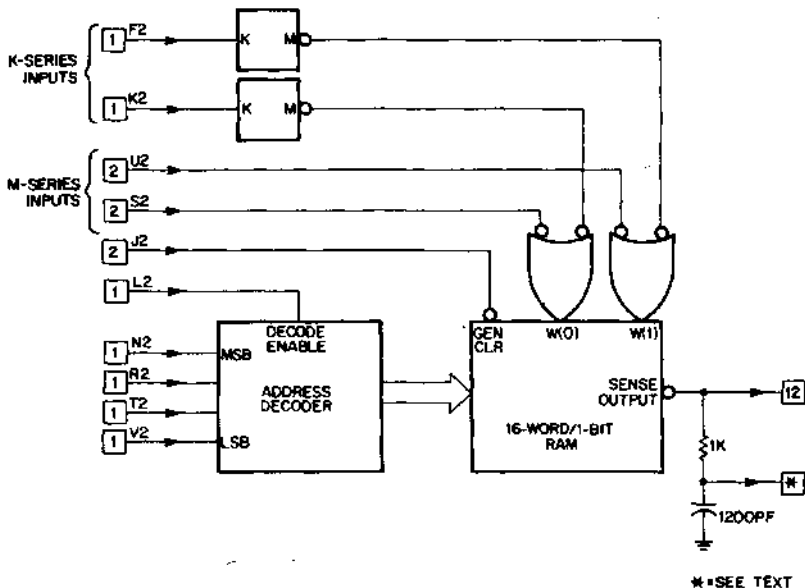 K-SERIES INPUTS
1 F2 K M
1 K2 K M
M-SERIES INPUTS
2 U2
2 S2
2 J2
1 L2
GEN CLR
W(0)
W(1)
DECODE ENABLE
1 N2 MSB
1 R2
ADDRESS DECODER
1 T2
1 V2 LSB
SENSE OUTPUT
12
16-WORD/1-BIT RAM
1K
*
1200PF
*=SEE TEXT